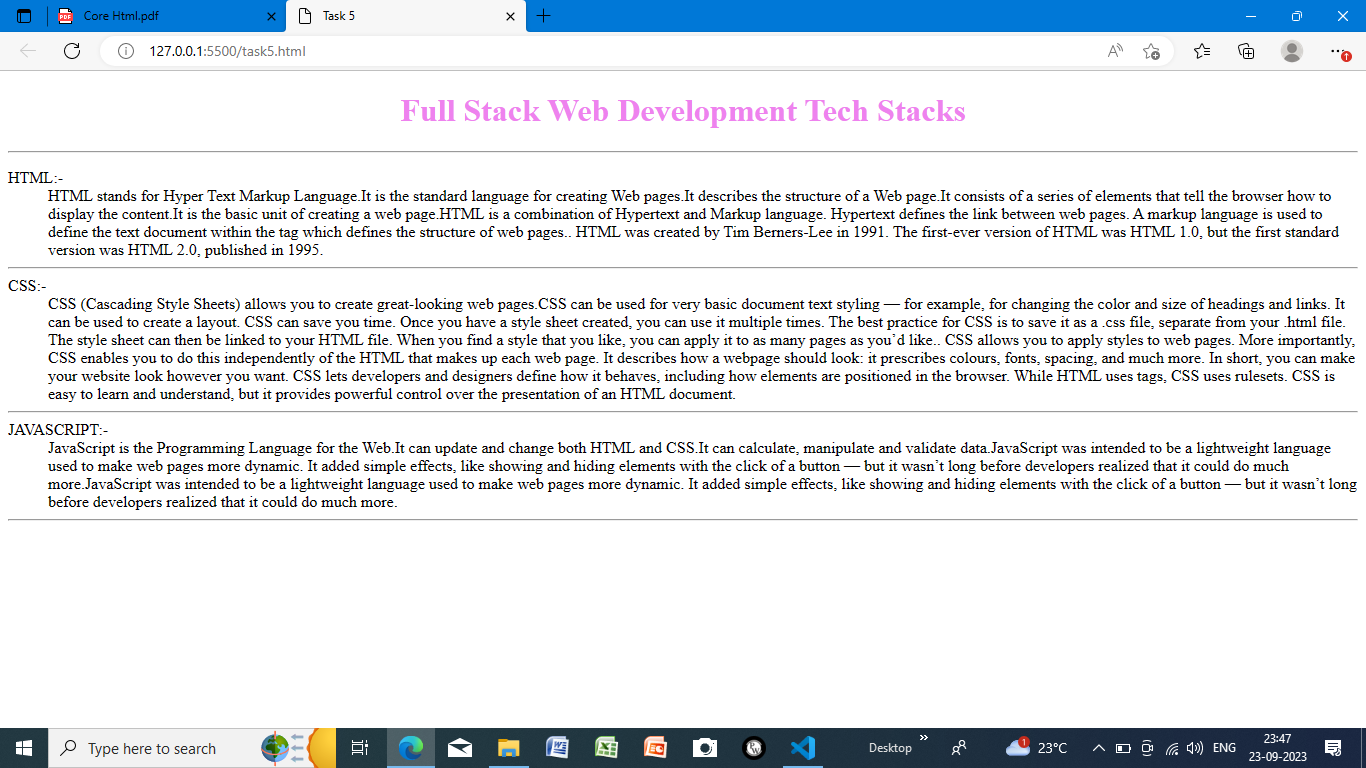 Core Html.pdf
Task 5
127.0.0.1:5500/task5.html
Full Stack Web Development Tech Stacks
HTML:-
HTML stands for Hyper Text Markup Language.It is the standard language for creating Web pages.It describes the structure of a Web page.It consists of a series of elements that tell the browser how to
display the content.It is the basic unit of creating a web page.HTML is a combination of Hypertext and Markup language. Hypertext defines the link between web pages. A markup language is used to
define the text document within the tag which defines the structure of web pages.. HTML was created by Tim Berners-Lee in 1991. The first-ever version of HTML was HTML 1.0, but the first standard
version was HTML 2.0, published in 1995.
CSS:-
CSS (Cascading Style Sheets) allows you to create great-looking web pages.CSS can be used for very basic document text styling — for example, for changing the color and size of headings and links. It
can be used to create a layout. CSS can save you time. Once you have a style sheet created, you can use it multiple times. The best practice for CSS is to save it as a .css file, separate from your .html file.
The style sheet can then be linked to your HTML file. When you find a style that you like, you can apply it to as many pages as you’d like.. CSS allows you to apply styles to web pages. More importantly,
CSS enables you to do this independently of the HTML that makes up each web page. It describes how a webpage should look: it prescribes colours, fonts, spacing, and much more. In short, you can make
your website look however you want. CSS lets developers and designers define how it behaves, including how elements are positioned in the browser. While HTML uses tags, CSS uses rulesets. CSS is
easy to learn and understand, but it provides powerful control over the presentation of an HTML document.
JAVASCRIPT:-
JavaScript is the Programming Language for the Web.It can update and change both HTML and CSS.It can calculate, manipulate and validate data.JavaScript was intended to be a lightweight language
used to make web pages more dynamic. It added simple effects, like showing and hiding elements with the click of a button — but it wasn’t long before developers realized that it could do much
more.JavaScript was intended to be a lightweight language used to make web pages more dynamic. It added simple effects, like showing and hiding elements with the click of a button — but it wasn’t long
before developers realized that it could do much more.
Type here to search
Desktop
23°C
ENG
23:47
23-09-2023